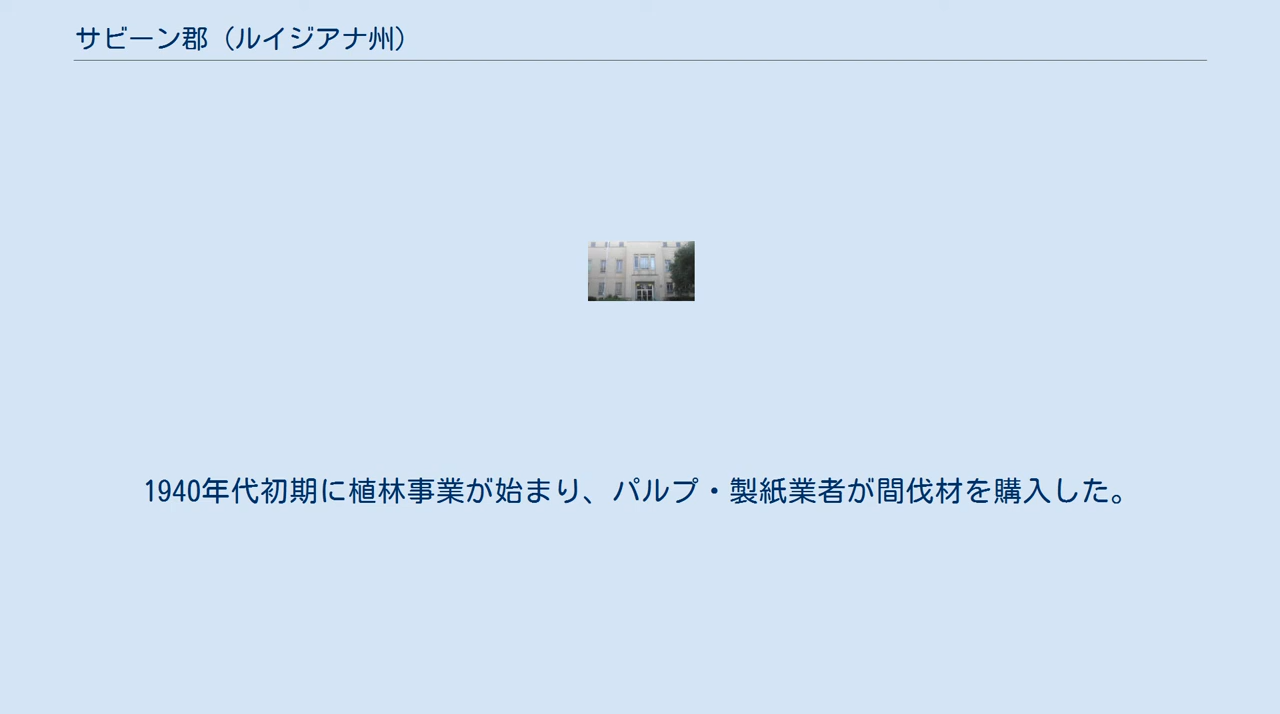 サビーン郡（ルイジアナ州）
1940年代初期に植林事業が始まり、パルプ・製紙業者が間伐材を購入した。